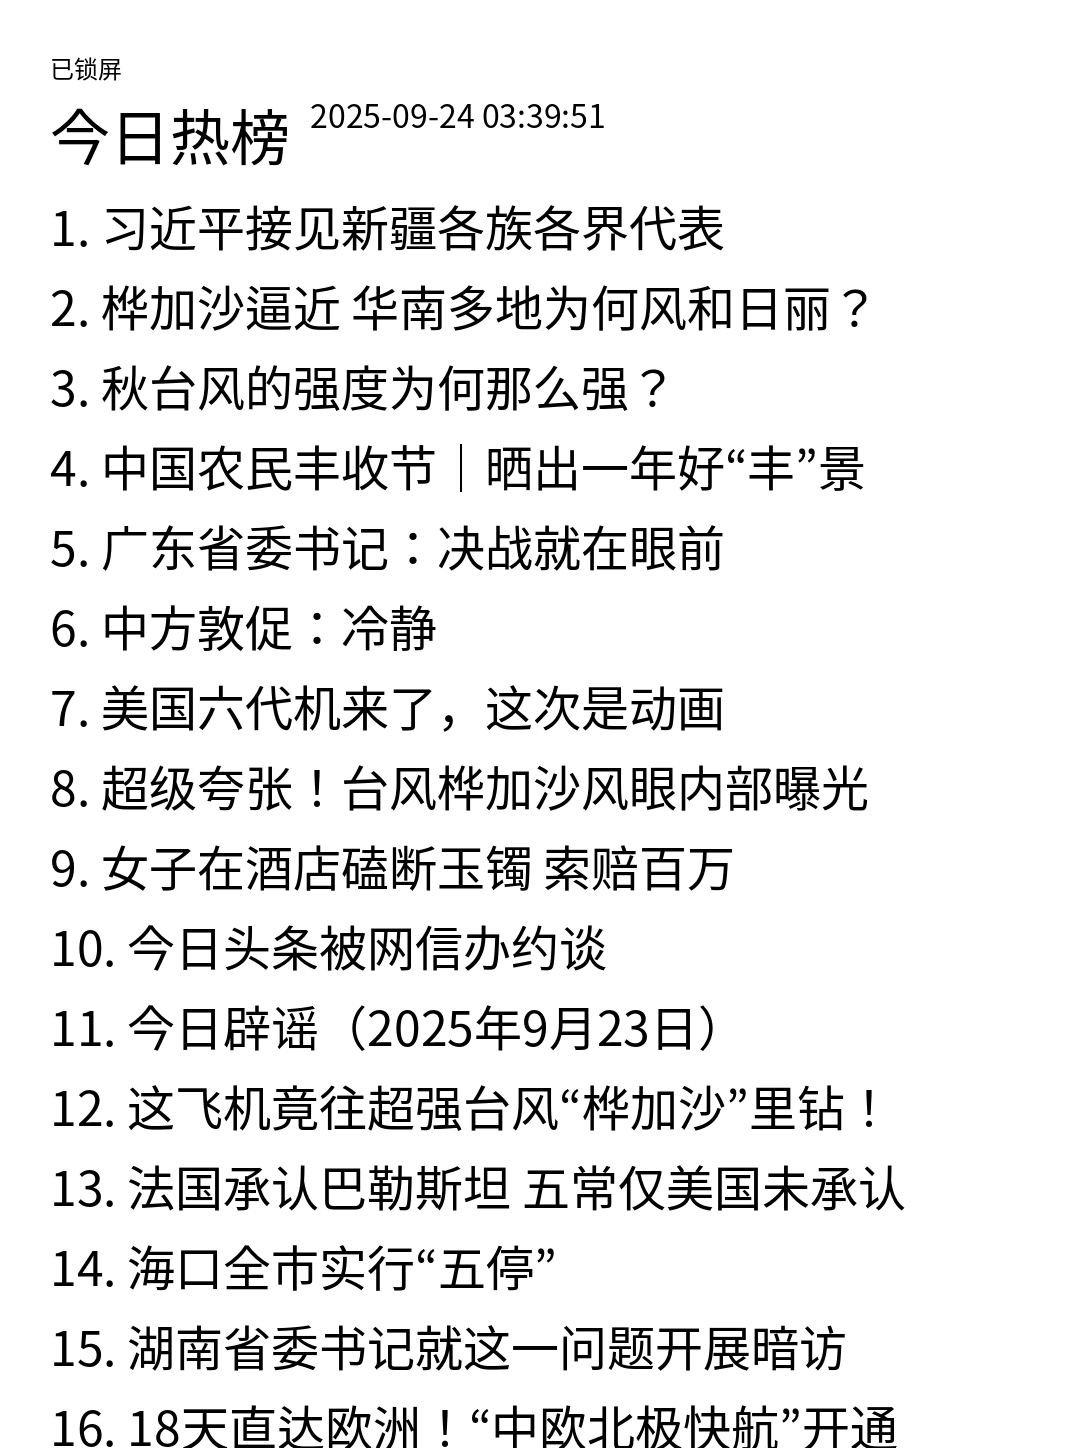 已锁屏
今日热榜 2025-09-24 03:39:51
1. 习近平接见新疆各族各界代表
2. 桦加沙逼近 华南多地为何风和日丽？
3. 秋台风的强度为何那么强？
4. 中国农民丰收节｜晒出一年好“丰”景
5. 广东省委书记：决战就在眼前
6. 中方敦促：冷静
7. 美国六代机来了，这次是动画
8. 超级夸张！台风桦加沙风眼内部曝光
9. 女子在酒店磕断玉镯 索赔百万
10. 今日头条被网信办约谈
11. 今日辟谣（2025年9月23日）
12. 这飞机竟往超强台风“桦加沙”里钻！
13. 法国承认巴勒斯坦 五常仅美国未承认
14. 海口全市实行“五停”
15. 湖南省委书记就这一问题开展暗访
16. 18天直达欧洲！“中欧北极快航”开通